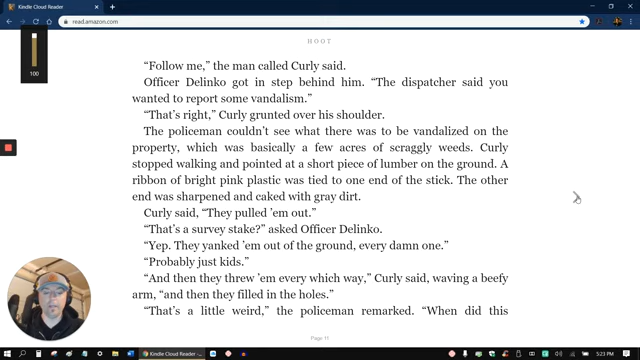 Kindle Cloud Reader
read.amazon.com
100
HOOT
“Follow me,” the man called Curly said.
Officer Delinko got in step behind him. “The dispatcher said you
wanted to report some vandalism.”
“That’s right,” Curly grunted over his shoulder.
The policeman couldn’t see what there was to be vandalized on the
property, which was basically a few acres of scraggly weeds. Curly
stopped walking and pointed at a short piece of lumber on the ground. A
ribbon of bright pink plastic was tied to one end of the stick. The other
end was sharpened and caked with gray dirt.
Curly said, “They pulled ’em out.”
“That’s a survey stake?” asked Officer Delinko.
“Yep. They yanked ’em out of the ground, every damn one.”
“Probably just kids.”
“And then they threw ’em every which way,” Curly said, waving a beefy
arm, “and then they filled in the holes.”
“That’s a little weird,” the policeman remarked. “When did this
Page 11
Kindle Cloud Reader -
5:23 PM